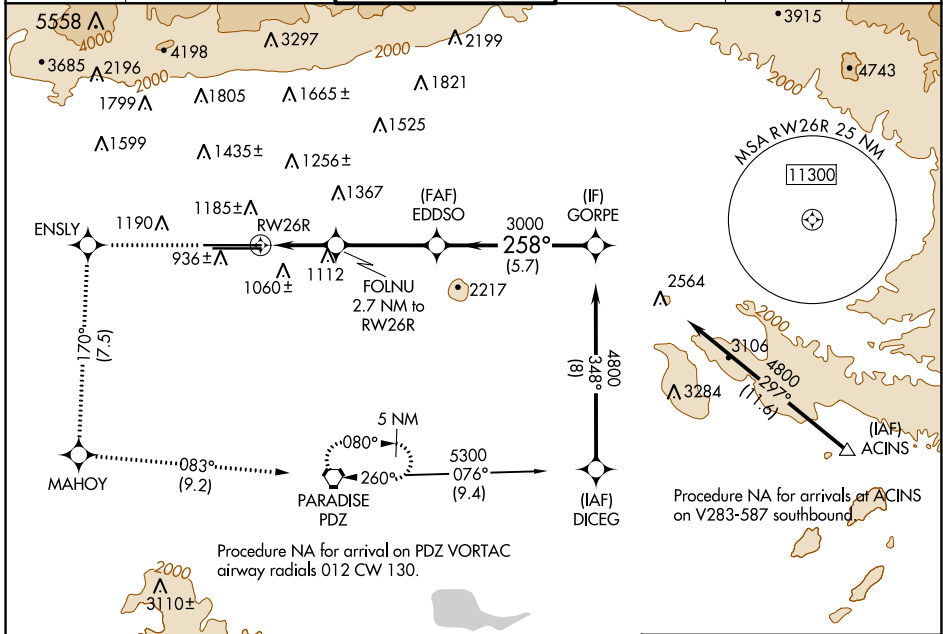 5558
4000
4198
3297
2199
3915
3685
2196
2000
2000
4743
1799
1805
1665±
1821
2000
1599
1435±
1525
1256±
MSA RW26R 25 NM
11300
1367
(FAF)
EDDSO
(IF)
GORPE
ENSLY
1190
1185±
RW26R
3000
258°
(5.7)
936±
1060±
1112
FOLNU
2.7 NM to
RW26R
2217
2564
2000
3106
170°
(7.5)
4800
348°
(8)
4800
297°
(11.6)
3284
(IAF)
ACINS
5 NM
080°
260°
MAHOY
083°
(9.2)
PARADISE
PDZ
5300
076°
(9.4)
(IAF)
DICEG
Procedure NA for arrivals at ACINS
on V283-587 southbound.
Procedure NA for arrival on PDZ VORTAC
airway radials 012 CW 130.
2000
3110±